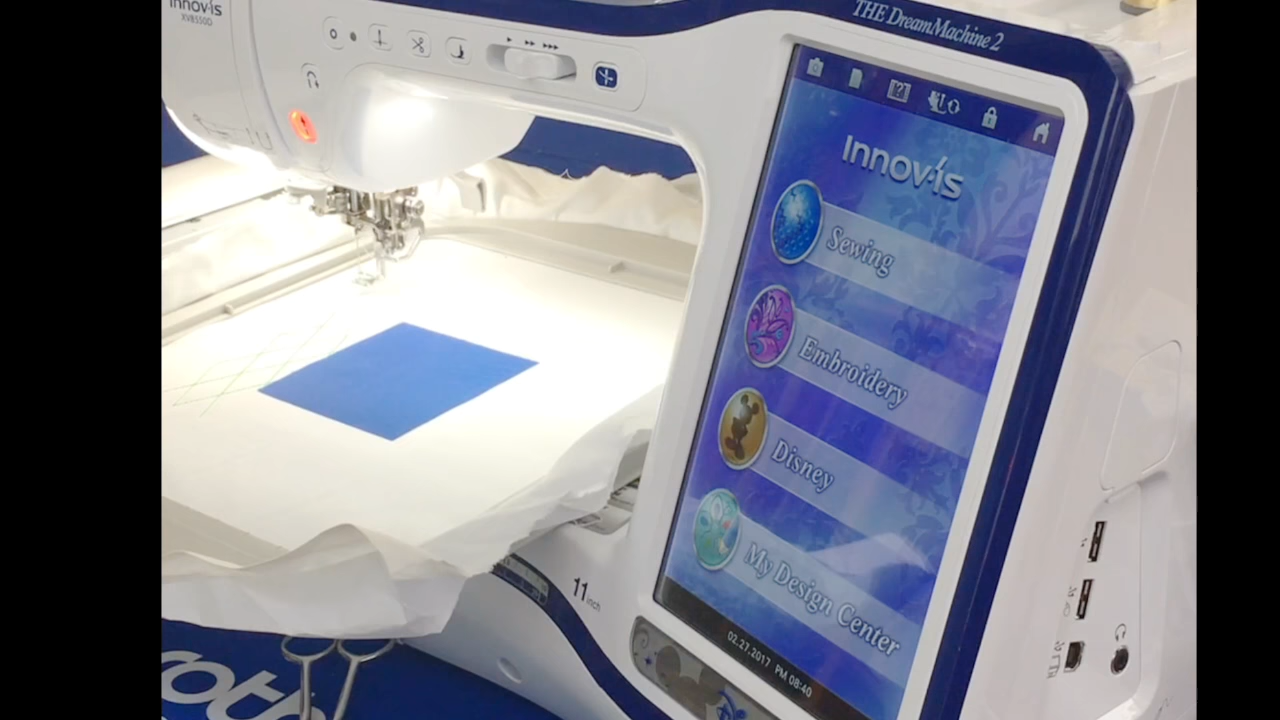 innov-is
XV8550D
THE DreamMachine 2
innov-is
Sewing
Embroidery
Disney
My Design Center
11 inch
02.27.2017 PM 08:40